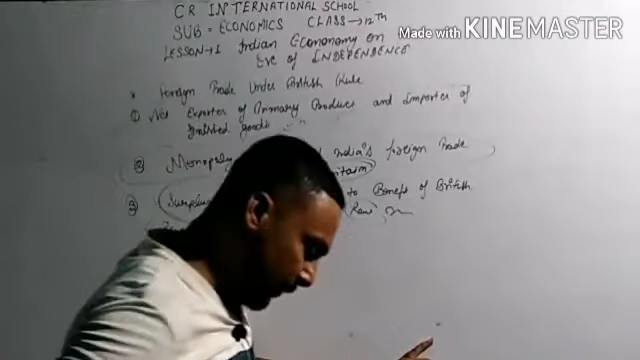 Made with KINEMASTER
CR INTERNATIONAL SCHOOL
SUB = ECONOMICS CLASS → 12TH
LESSON → 1 Indian Economy on
Eve of INDEPENDENCE
* Foreign Trade Under British Rule
① Net Exporter of Primary Produce and Importer of
finished goods
② Monopoly India's foreign Trade
③ Surplus to Benefit of British